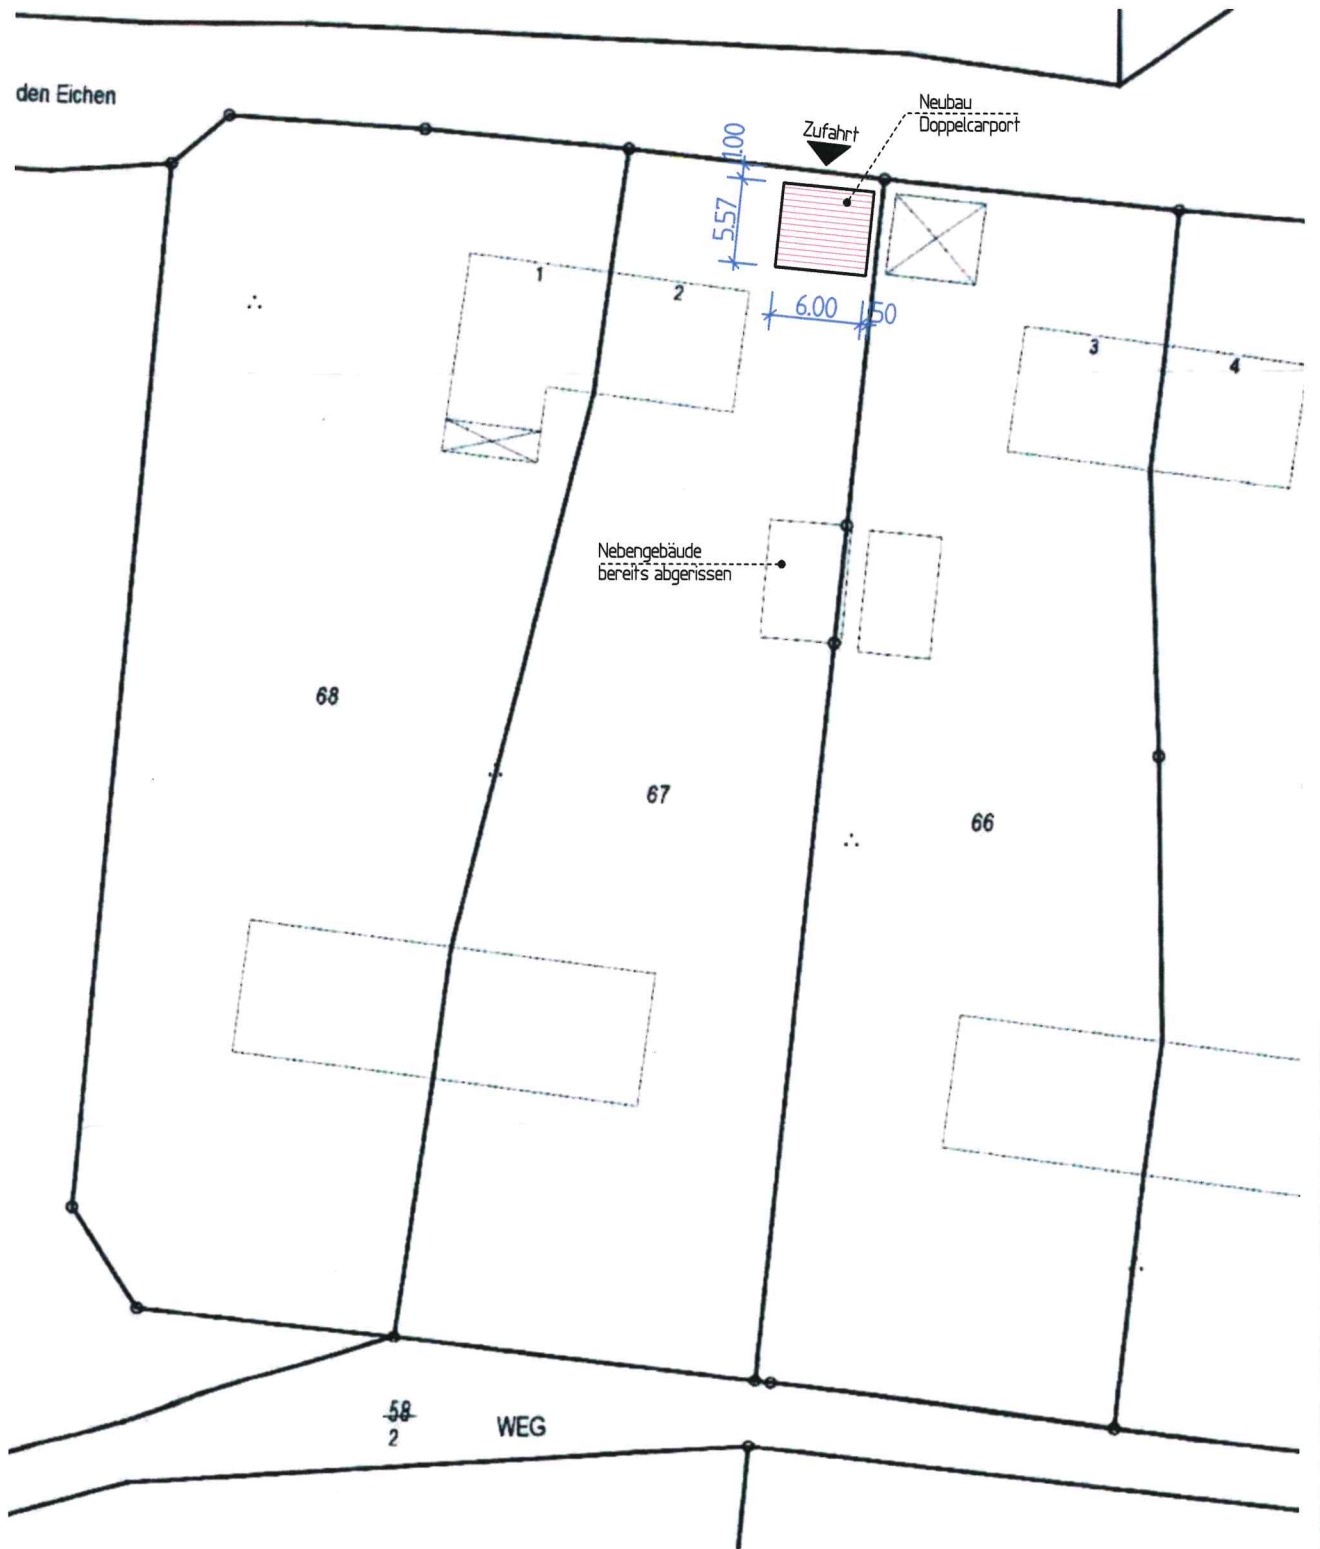 den Eichen
Neubau
Doppelcarport
Zufahrt
1.00
5.57
6.00
50
1
2
3
4
Nebengebäude
bereits abgerissen
68
67
66
58
2
WEG